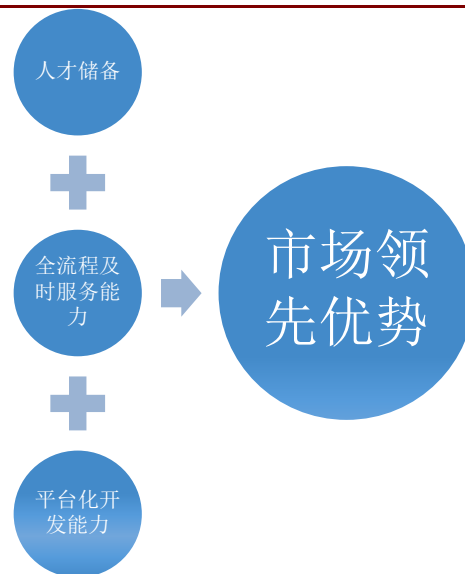 人才储备
全流程及
时服务能
力
市场领
先优势
平台化开
发能力